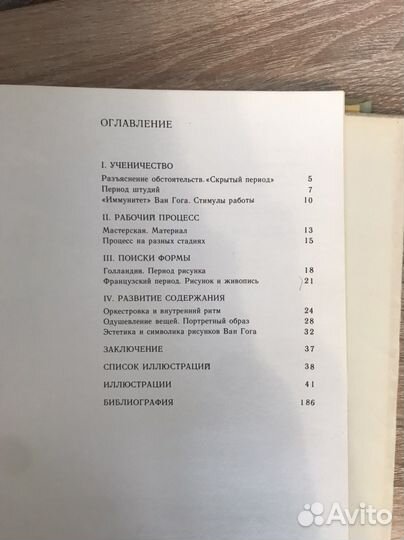 ОГЛАВЛЕНИЕ
I. УЧЕНИЧЕСТВО
Разъяснение обстоятельств. «Скрытый период» 5
Период штудий 7
«Иммунитет» Ван Гога. Стимулы работы 10
II. РАБОЧИЙ ПРОЦЕСС
Мастерская. Материал 13
Процесс на разных стадиях 15
III. ПОИСКИ ФОРМЫ
Голландия. Период рисунка 18
Французский период. Рисунок и живопись 21
IV. РАЗВИТИЕ СОДЕРЖАНИЯ
Оркестровка и внутренний ритм 24
Одушевление вещей. Портретный образ 28
Эстетика и символика рисунков Ван Гога 32
ЗАКЛЮЧЕНИЕ 37
СПИСОК ИЛЛЮСТРАЦИЙ 38
ИЛЛЮСТРАЦИИ 41
БИБЛИОГРАФИЯ 186
Avito